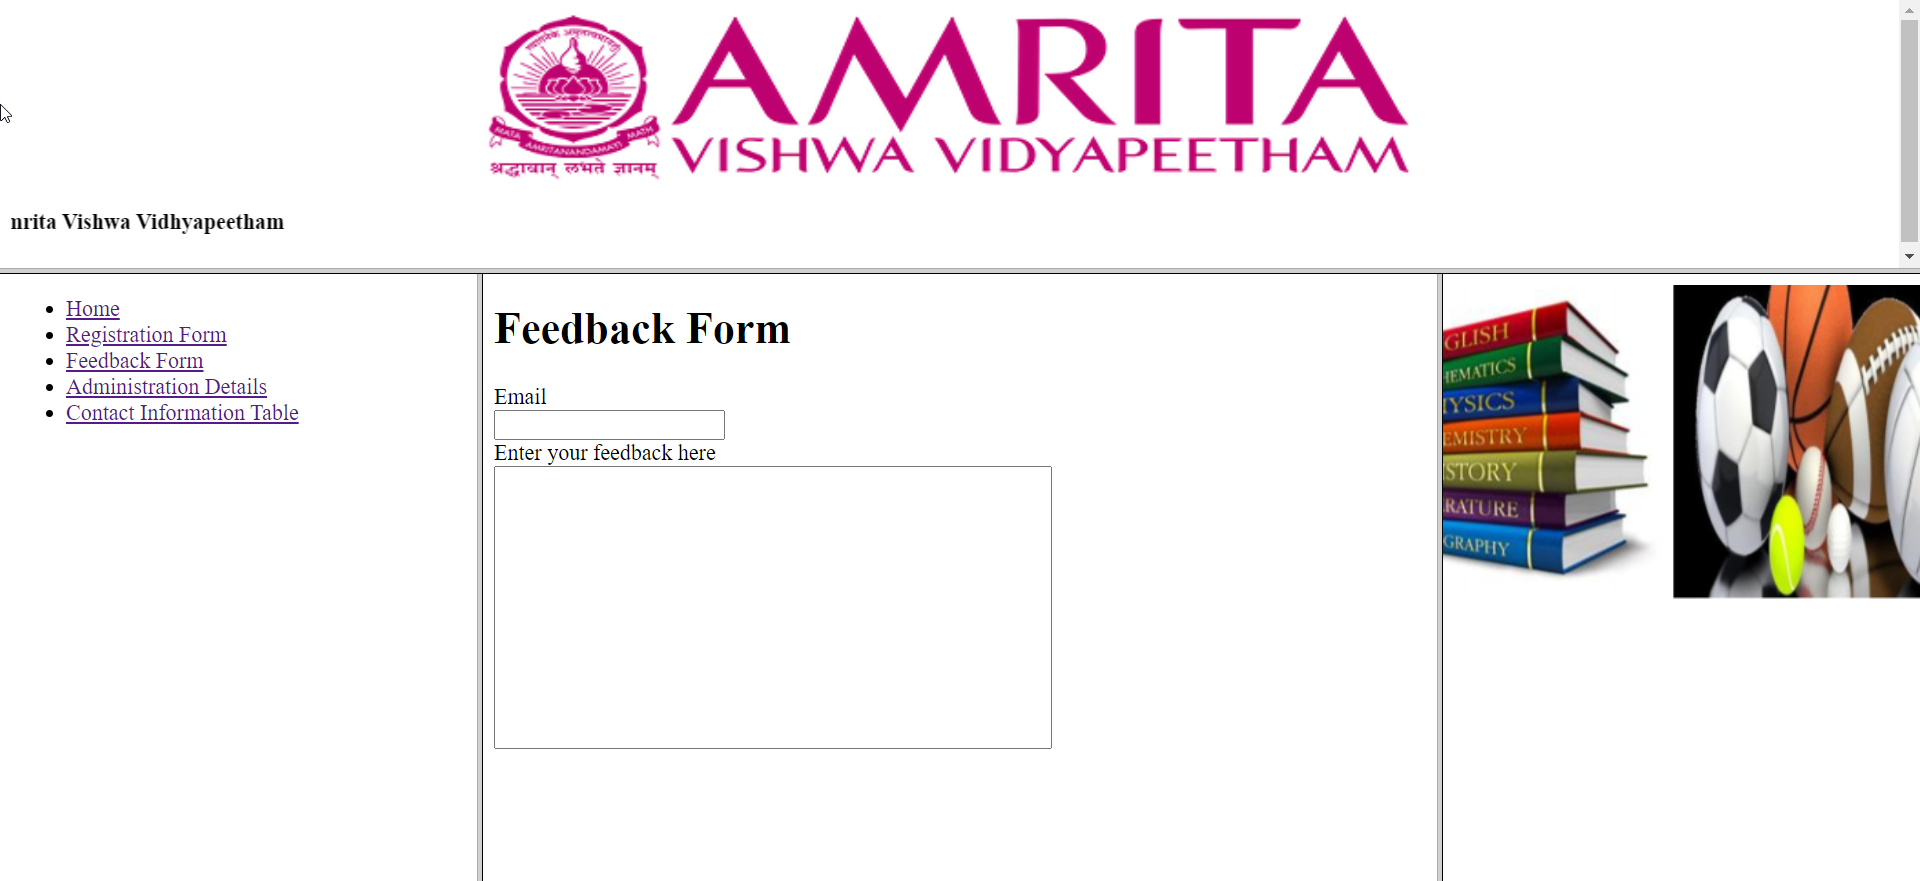 AMRITA
VISHWA VIDYAPEETHAM
MATA AMRITANANDAMAYI MATH
श्रद्धावान् लभते ज्ञानम्
nrita Vishwa Vidhyapeetham
Home
Registration Form
Feedback Form
Administration Details
Contact Information Table
Feedback Form
Email
Enter your feedback here
GLISH
HEMATICS
YSICS
EMISTRY
STORY
RATURE
GRAPHY